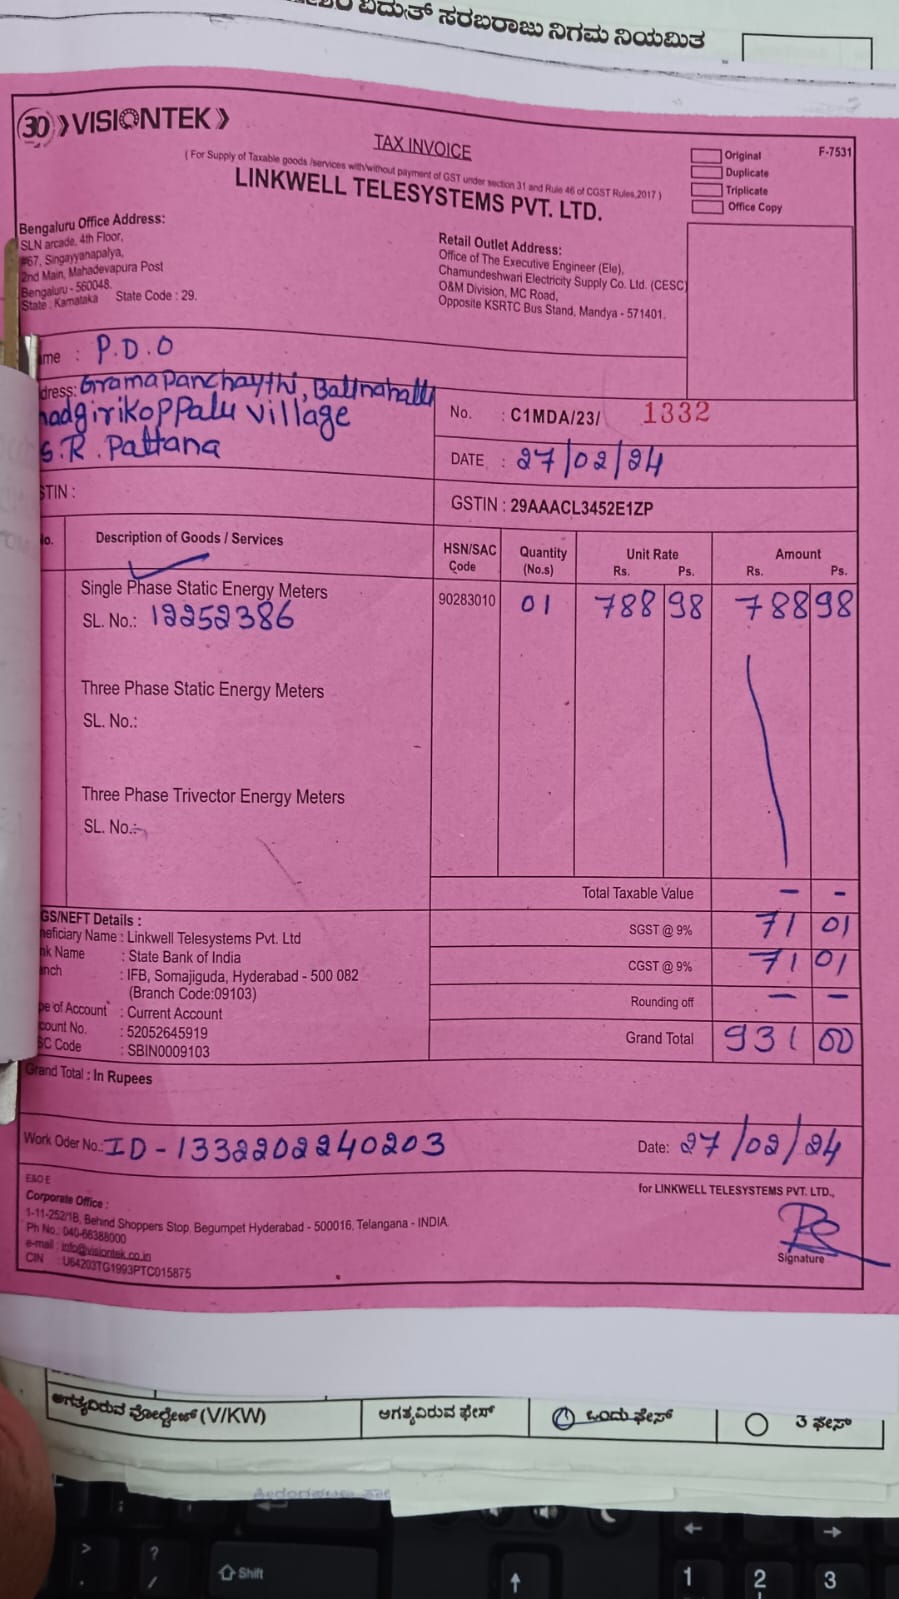 ವಿದ್ಯುತ್ ಸರಬರಾಜು ನಿಗಮ ನಿಯಮಿತ
30 VISIONTEK
TAX INVOICE
( For Supply of Taxable goods /services with/without payment of GST under section 31 and Rule 46 of CGST Rules,2017 )
LINKWELL TELESYSTEMS PVT. LTD.
Original
F-7531
Duplicate
Triplicate
Office Copy
Bengaluru Office Address:
SLN arcade, 4th Floor,
#67, Singayyanapalya,
2nd Main, Mahadevapura Post
Bengaluru - 560048.
State : Karnataka State Code : 29.
Retail Outlet Address:
Office of The Executive Engineer (Ele),
Chamundeshwari Electricity Supply Co. Ltd. (CESC)
O&M Division, MC Road,
Opposite KSRTC Bus Stand, Mandya - 571401.
me : P.D.O
dress: Grama Panchaythi,
koppalu village
S.R. Pattana
No. : C1MDA/23/ 1332
DATE : 27/02/24
STIN :
GSTIN : 29AAACL3452E1ZP
o. Description of Goods / Services HSN/SAC Code Quantity (No.s) Unit Rate Rs. Ps. Amount Rs. Ps.
Single Phase Static Energy Meters 90283010 01 788 98 788 98
SL. No.: 12252386
Three Phase Static Energy Meters
SL. No.:
Three Phase Trivector Energy Meters
SL. No.:-
Total Taxable Value - -
SGST @ 9% 71 01
CGST @ 9% 71 01
Rounding off - -
Grand Total 931 00
GS/NEFT Details :
neficiary Name : Linkwell Telesystems Pvt. Ltd
nk Name : State Bank of India
nch : IFB, Somajiguda, Hyderabad - 500 082
(Branch Code:09103)
pe of Account : Current Account
count No. : 52052645919
SC Code : SBIN0009103
Grand Total : In Rupees
Work Oder No.: ID-1332202240203 Date: 27/02/24
E&O E
Corporate Office :
1-11-252/1B, Behind Shoppers Stop, Begumpet Hyderabad - 500016, Telangana - INDIA
Ph No.: 040-66388000
e-mail : info@visiontek.co.in
CIN : U64203TG1993PTC015875
for LINKWELL TELESYSTEMS PVT. LTD.,
Signature
ಅಗತ್ಯವಿರುವ ವೋಲ್ಟೇಜ್ (V/KW) ಅಗತ್ಯವಿರುವ ಫೇಸ್ ಒಂದು ಫೇಸ್ 3 ಫೇಸ್
Shift
1 2 3